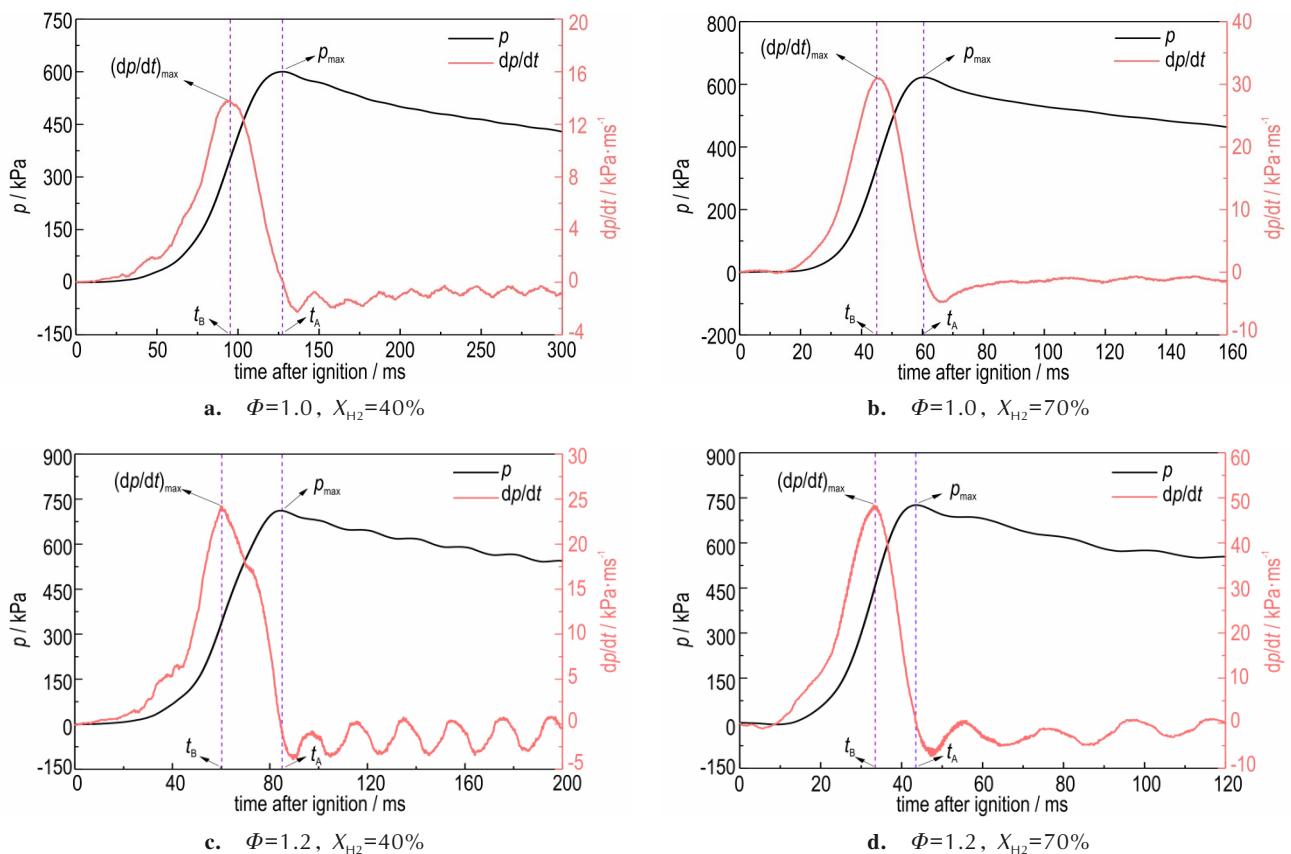 750
600
450
300
150
0
-150
p / kPa
(dp/dt)max
pmax
p
dp/dt
20
16
12
8
4
0
-4
dp/dt / kPa·ms-1
tB
tA
0 50 100 150 200 250 300
time after ignition / ms
a. Φ=1.0, XH2=40%
800
600
400
200
0
-200
p / kPa
(dp/dt)max
pmax
p
dp/dt
40
30
20
10
0
-10
dp/dt / kPa·ms-1
tB
tA
0 20 40 60 80 100 120 140 160
time after ignition / ms
b. Φ=1.0, XH2=70%
900
750
600
450
300
150
0
-150
p / kPa
(dp/dt)max
pmax
p
dp/dt
30
25
20
15
10
5
0
-5
dp/dt / kPa·ms-1
tB
tA
0 40 80 120 160 200
time after ignition / ms
c. Φ=1.2, XH2=40%
900
750
600
450
300
150
0
-150
p / kPa
(dp/dt)max
pmax
p
dp/dt
60
50
40
30
20
10
0
-10
dp/dt / kPa·ms-1
tB
tA
0 20 40 60 80 100 120
time after ignition / ms
d. Φ=1.2, XH2=70%